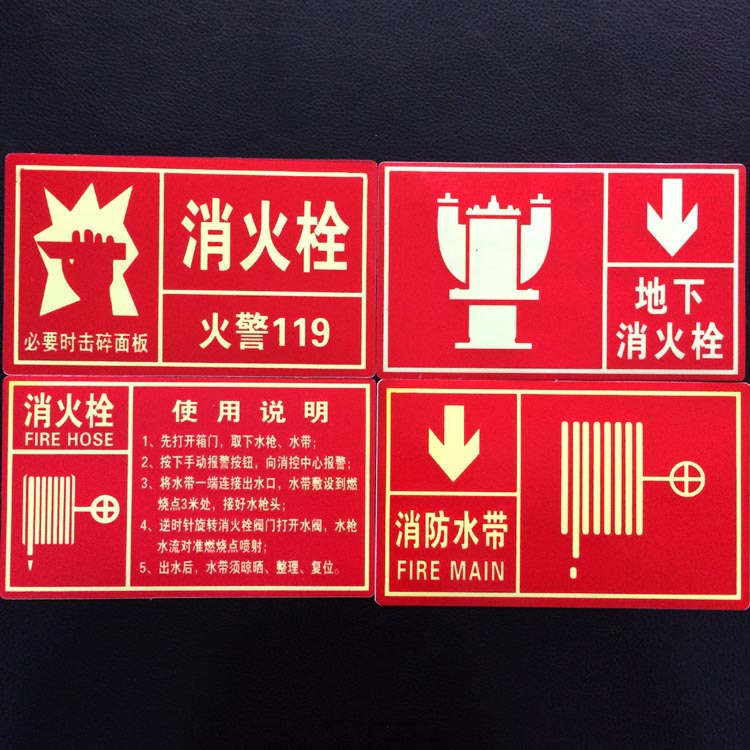 消火栓
火警119
必要时击碎面板
地下
消火栓
消火栓
FIRE HOSE
使用说明
1、先打开箱门，取下水枪、水带；
2、按下手动报警按钮，向消控中心报警；
3、将水带一端连接出水口，水带敷设到燃
烧点3米处，接好水枪头；
4、逆时针旋转消火栓阀门打开水阀，水枪
水流对准燃烧点喷射；
5、出水后，水带须晾晒、整理、复位。
消防水带
FIRE MAIN